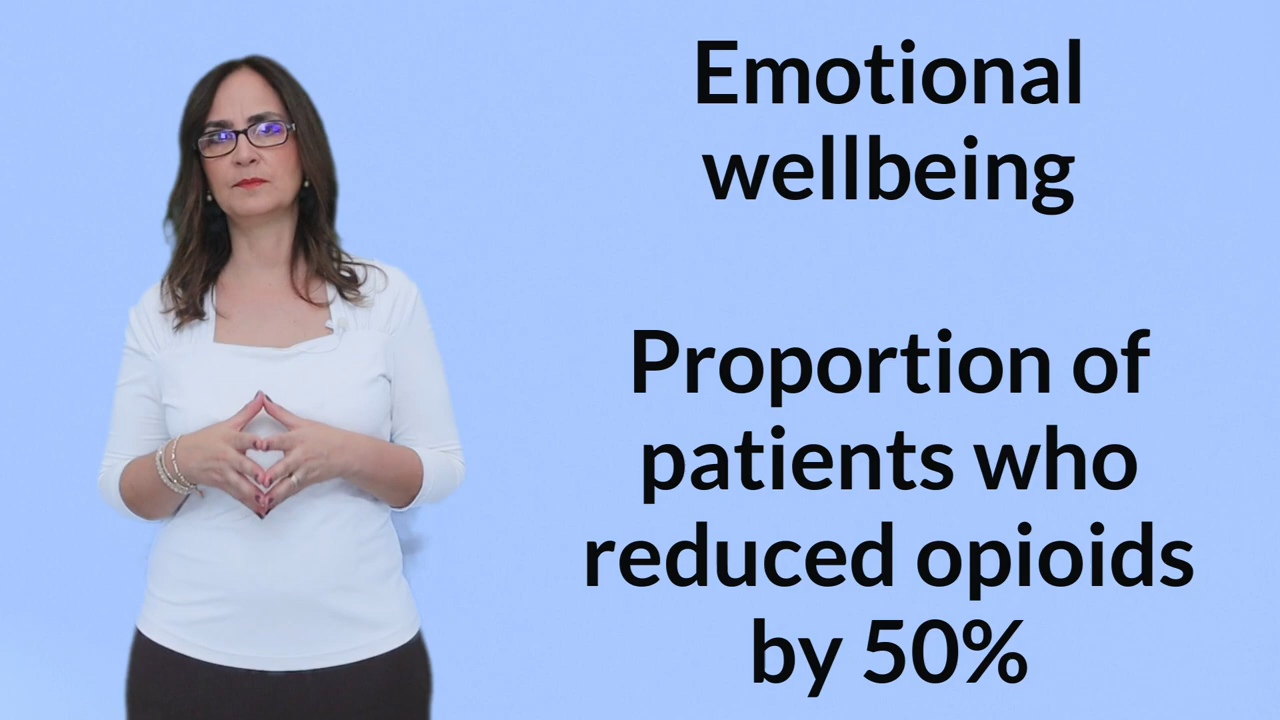 Emotional
wellbeing
Proportion of
patients who
reduced opioids
by 50%